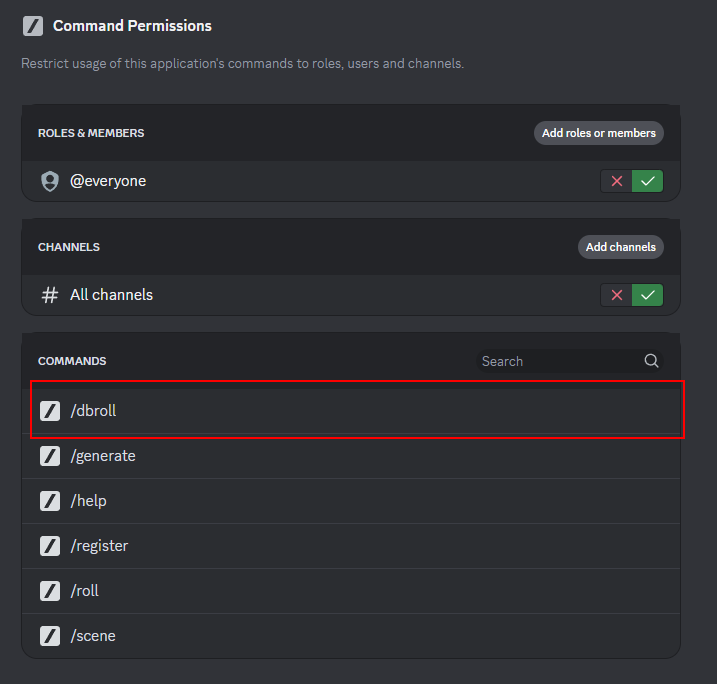 Command Permissions
Restrict usage of this application's commands to roles, users and channels.
ROLES & MEMBERS
Add roles or members
@everyone
CHANNELS
Add channels
All channels
COMMANDS
Search
/dbroll
/generate
/help
/register
/roll
/scene